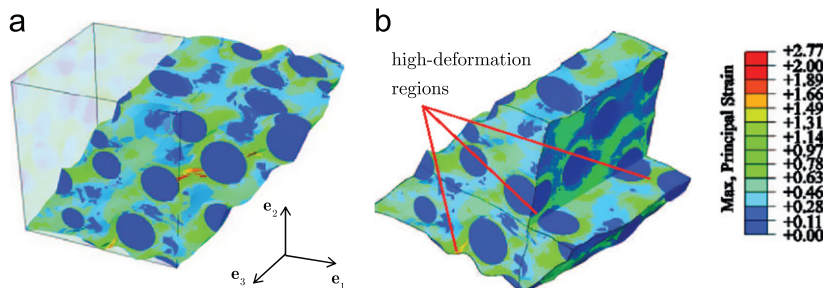 a
b
high-deformation
regions
e₂
e₃
e₁
Max, Principal Strain
+2.77
+2.00
+1.89
+1.66
+1.49
+1.31
+1.14
+0.97
+0.78
+0.63
+0.46
+0.28
+0.11
+0.00